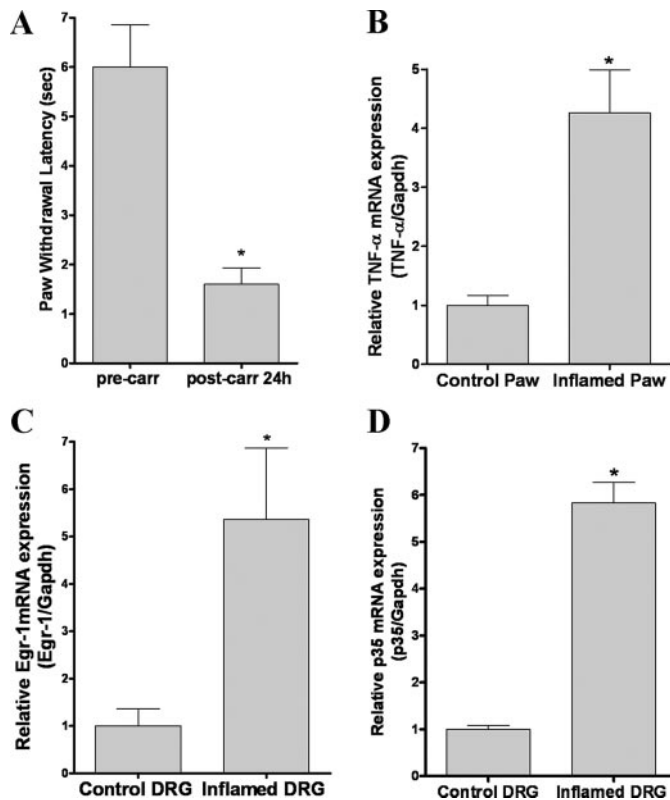 A
Paw Withdrawal Latency (sec)
7
6
5
4
3
2
1
0
*
pre-carr
post-carr 24h
B
Relative TNF-α mRNA expression
(TNF-α/Gapdh)
5
4
3
2
1
0
*
Control Paw
Inflamed Paw
C
Relative Egr-1mRNA expression
(Egr-1/Gapdh)
7
6
5
4
3
2
1
0
*
Control DRG
Inflamed DRG
D
Relative p35 mRNA expression
(p35/Gapdh)
7
6
5
4
3
2
1
0
*
Control DRG
Inflamed DRG